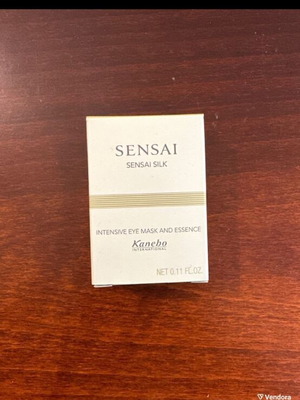 SENSAI
SENSAI SILK
INTENSIVE EYE MASK AND ESSENCE
Kanebo
INTERNATIONAL
NET 0.11 FL.OZ.
Vendora